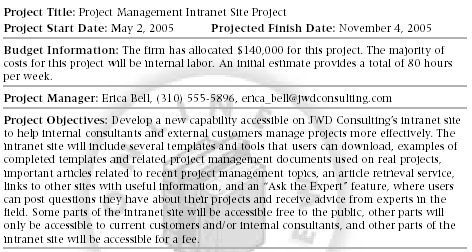 Project Title: Project Management Intranet Site Project
Project Start Date: May 2, 2005 Projected Finish Date: November 4, 2005
Budget Information: The firm has allocated $140,000 for this project. The majority of
costs for this project will be internal labor. An initial estimate provides a total of 80 hours
per week.
Project Manager: Erica Bell, (310) 555-5896, erica_bell@jwdconsulting.com
Project Objectives: Develop a new capability accessible on JWD Consulting's intranet site
to help internal consultants and external customers manage projects more effectively. The
intranet site will include several templates and tools that users can download, examples of
completed templates and related project management documents used on real projects,
important articles related to recent project management topics, an article retrieval service,
links to other sites with useful information, and an "Ask the Expert" feature, where users
can post questions they have about their projects and receive advice from experts in the
field. Some parts of the intranet site will be accessible free to the public, other parts will
only be accessible to current customers and/or internal consultants, and other parts of the
intranet site will be accessible for a fee.